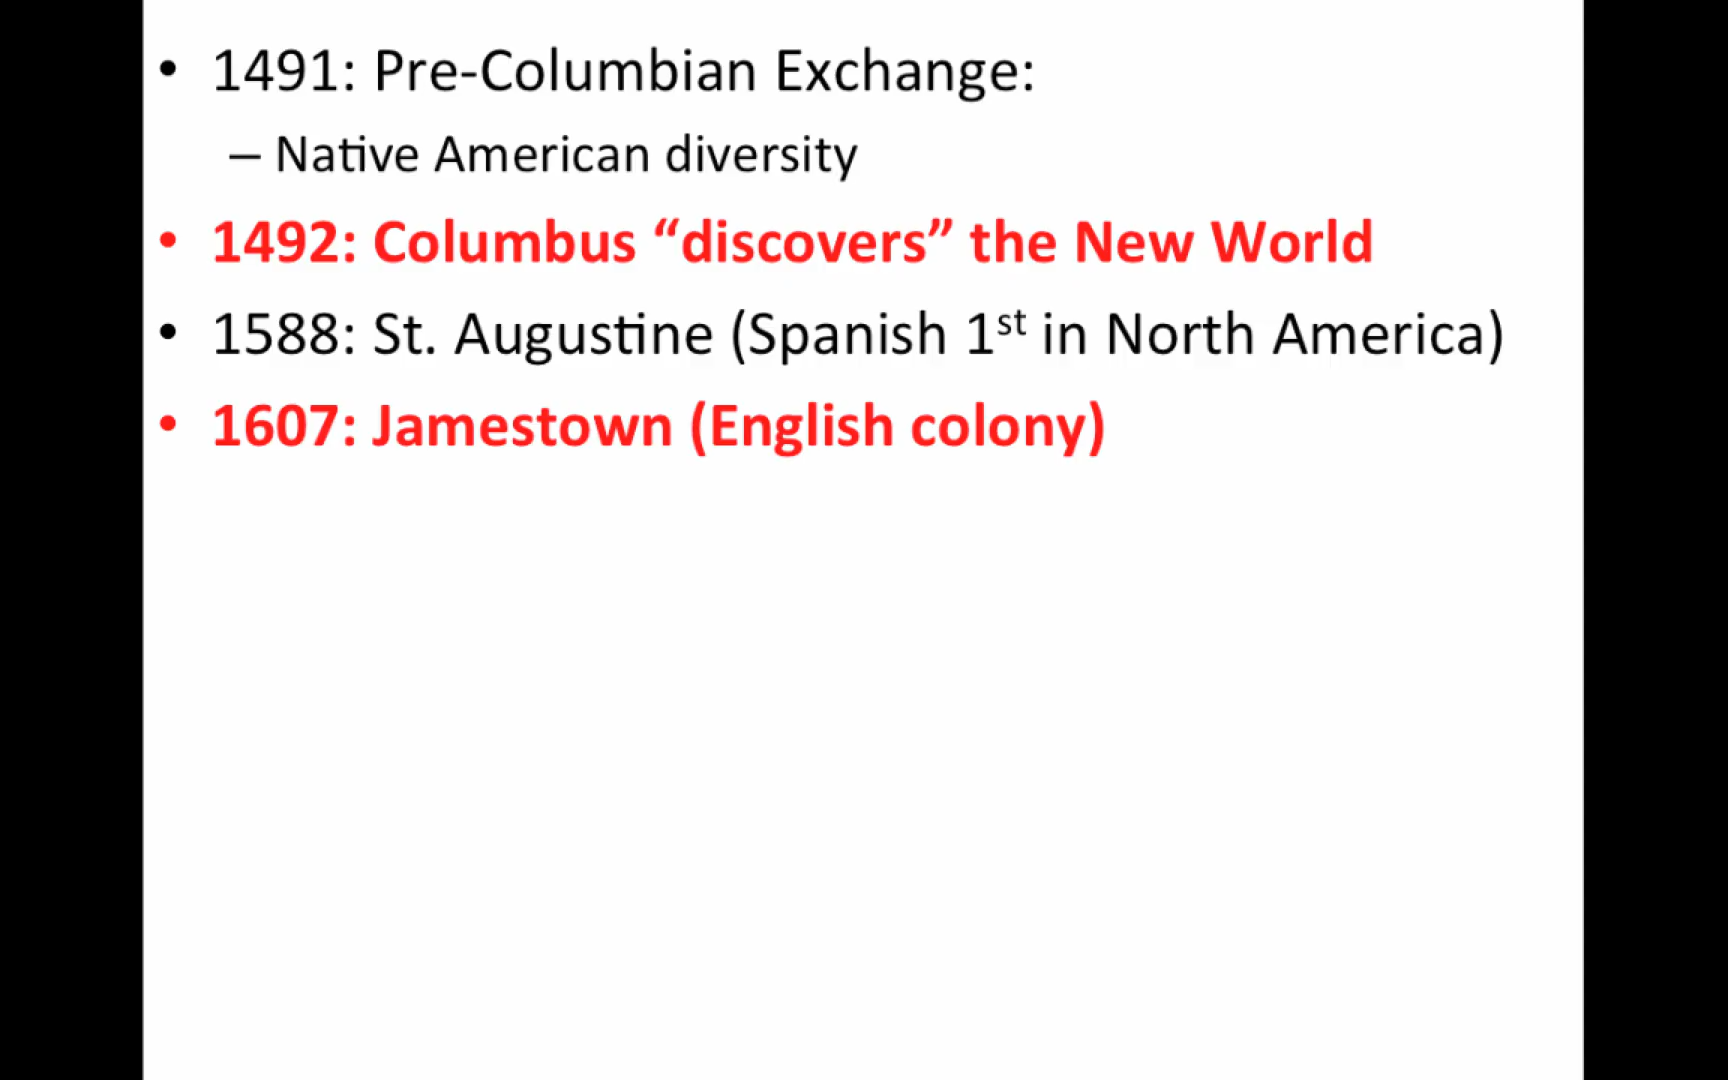 • 1491: Pre-Columbian Exchange:
– Native American diversity
• 1492: Columbus “discovers” the New World
• 1588: St. Augustine (Spanish 1st in North America)
• 1607: Jamestown (English colony)